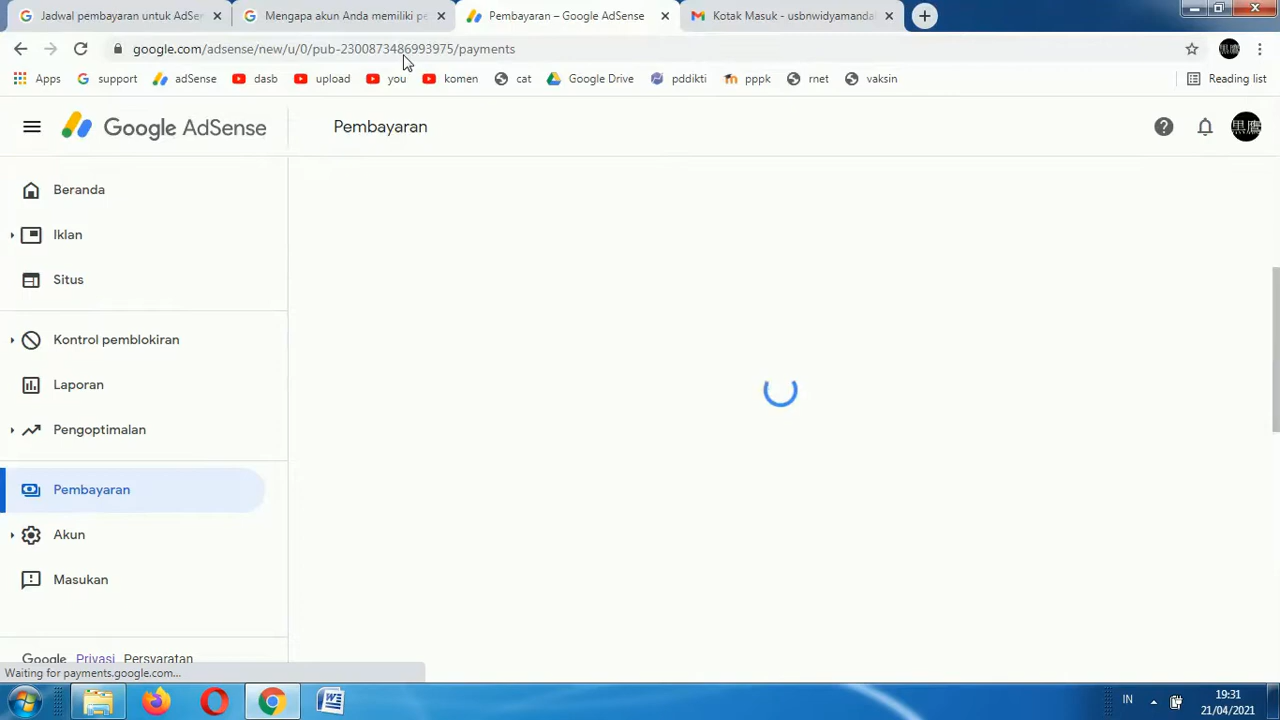 Jadwal pembayaran untuk AdSen
Mengapa akun Anda memiliki pe
Pembayaran – Google AdSense
Kotak Masuk - usbnwidyamanda
google.com/adsense/new/u/0/pub-2300873486993975/payments
Apps
support
adSense
dasb
upload
you
komen
cat
Google Drive
pddikti
pppk
rnet
vaksin
Reading list
Google AdSense
Pembayaran
黒鷹
Beranda
Iklan
Situs
Kontrol pemblokiran
Laporan
Pengoptimalan
Pembayaran
Akun
Masukan
Google Privasi Persyaratan
Waiting for payments.google.com...
IN
19:31
21/04/2021